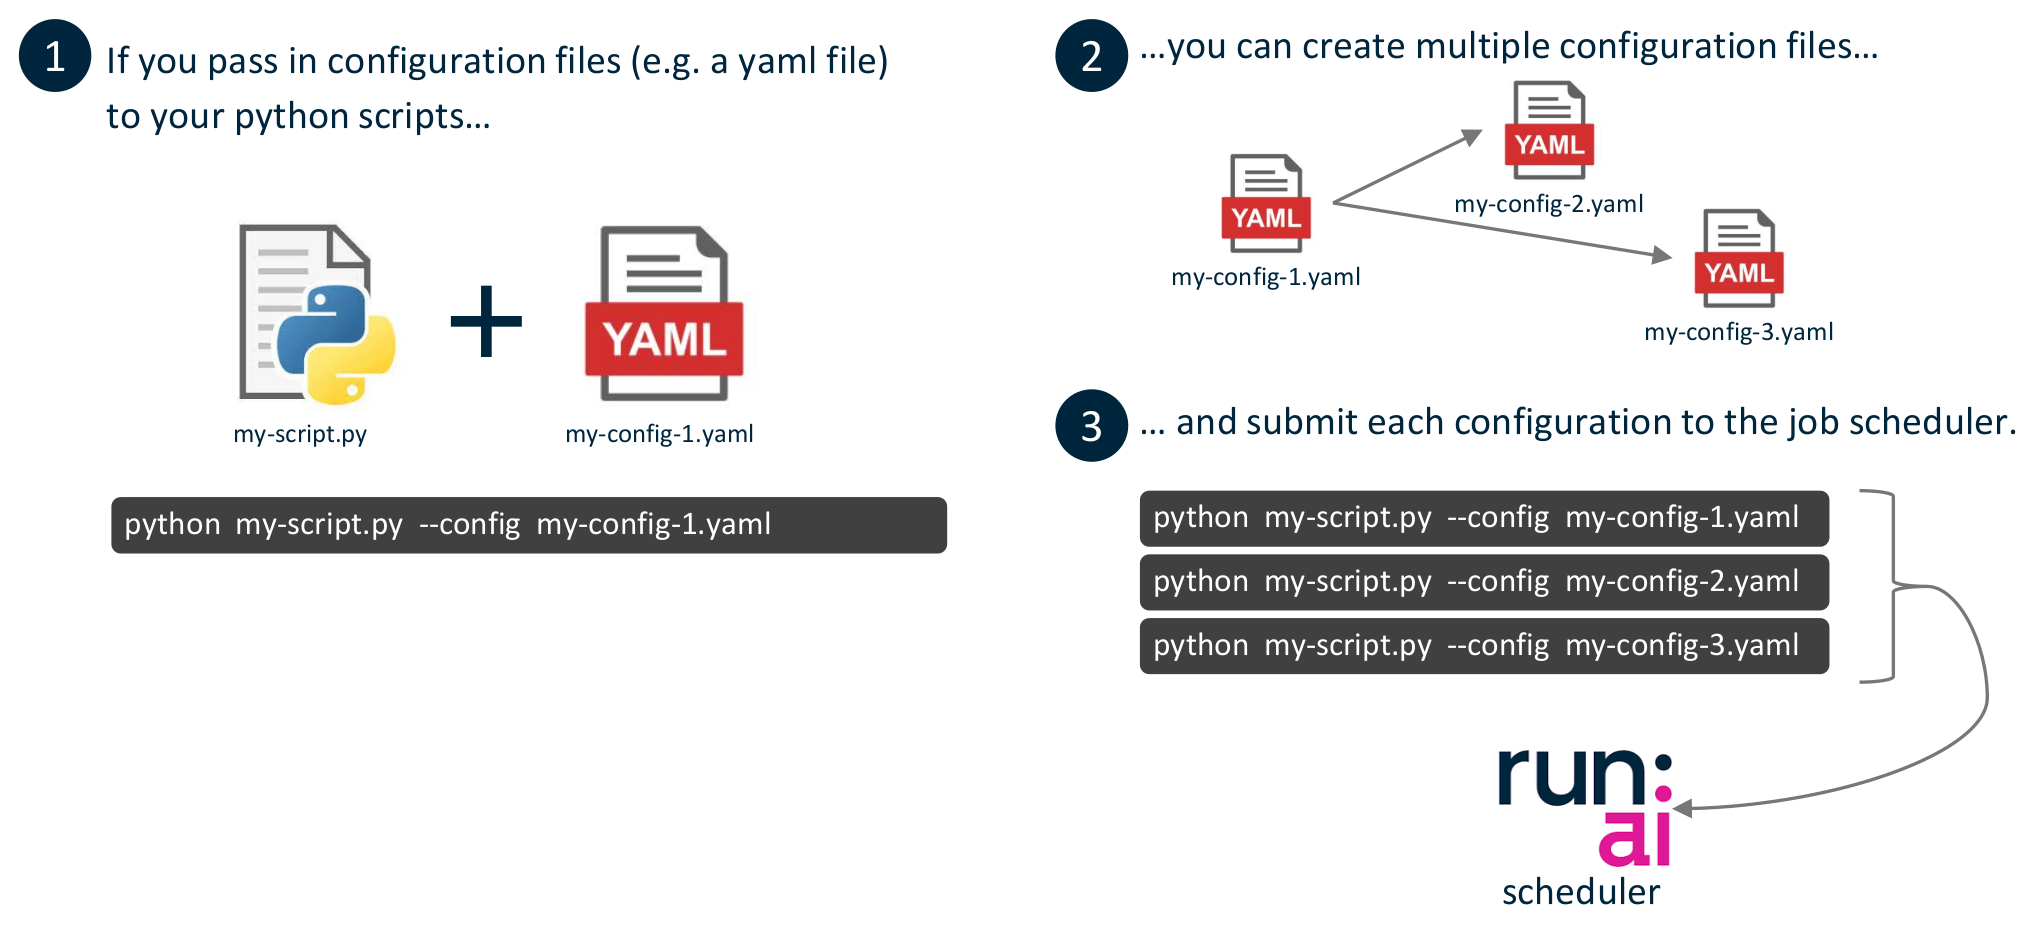 1
If you pass in configuration files (e.g. a yaml file)
to your python scripts...
YAML
my-script.py
my-config-1.yaml
python my-script.py --config my-config-1.yaml
2
...you can create multiple configuration files...
YAML
my-config-2.yaml
YAML
my-config-1.yaml
YAML
my-config-3.yaml
3
... and submit each configuration to the job scheduler.
python my-script.py --config my-config-1.yaml
python my-script.py --config my-config-2.yaml
python my-script.py --config my-config-3.yaml
run:
ai
scheduler